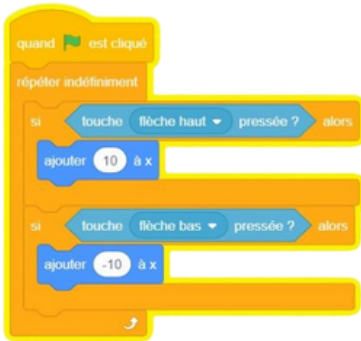 quand est cliqué
répéter indéfiniment
si touche flèche haut pressée ? alors
ajouter 10 à x
si touche flèche bas pressée ? alors
ajouter -10 à x